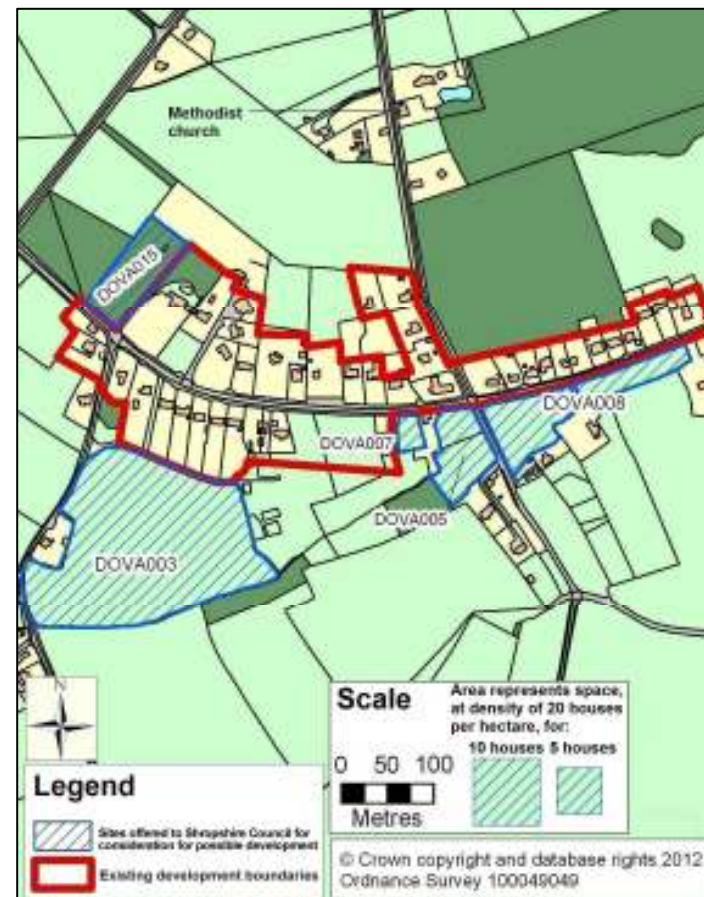 Methodist
church
DOVA015
DOVA008
DOVA007
DOVA005
DOVA003
N
Scale
Area represents space,
at density of 20 houses
per hectare, for:
10 houses 5 houses
0 50 100
Metres
Legend
Sites offered to Shropshire Council for
consideration for possible development
Existing development boundaries
© Crown copyright and database rights 2012
Ordnance Survey 100049049